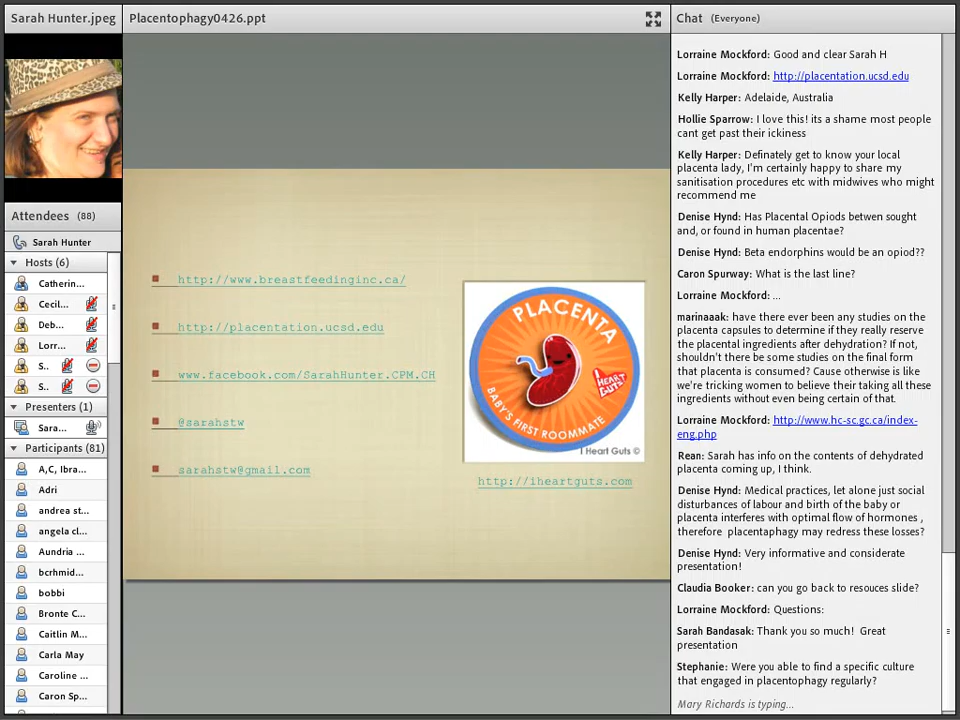 Sarah Hunter.jpeg
Placentophagy0426.ppt
Chat (Everyone)
Attendees (88)
Sarah Hunter
Hosts (6)
Catherin...
Cecil...
Deb...
Lorr...
S..
S..
Presenters (1)
Sara...
Participants (81)
A,C, Ibra...
Adri
andrea st...
angela cl...
Aundria ...
bcrhmid...
bobbi
Bronte C...
Caitlin M...
Carla May
Caroline ...
Caron Sp...
http://www.breastfeedinginc.ca/
http://placentation.ucsd.edu
www.facebook.com/SarahHunter.CPM.CH
@sarahstw
sarahstw@gmail.com
PLACENTA
I HEART GUTS
BABY'S FIRST ROOMMATE
I Heart Guts ©
http://iheartguts.com
Lorraine Mockford: Good and clear Sarah H
Lorraine Mockford: http://placentation.ucsd.edu
Kelly Harper: Adelaide, Australia
Hollie Sparrow: I love this! its a shame most people
cant get past their ickiness
Kelly Harper: Definately get to know your local
placenta lady, I'm certainly happy to share my
sanitisation procedures etc with midwives who might
recommend me
Denise Hynd: Has Placental Opiods betwen sought
and, or found in human placentae?
Denise Hynd: Beta endorphins would be an opiod??
Caron Spurway: What is the last line?
Lorraine Mockford: ...
marinaaak: have there ever been any studies on the
placenta capsules to determine if they really reserve
the placental ingredients after dehydration? If not,
shouldn't there be some studies on the final form
that placenta is consumed? Cause otherwise is like
we're tricking women to believe their taking all these
ingredients without even being certain of that.
Lorraine Mockford: http://www.hc-sc.gc.ca/index-
eng.php
Rean: Sarah has info on the contents of dehydrated
placenta coming up, I think.
Denise Hynd: Medical practices, let alone just social
disturbances of labour and birth of the baby or
placenta interferes with optimal flow of hormones ,
therefore placentaphagy may redress these losses?
Denise Hynd: Very informative and considerate
presentation!
Claudia Booker: can you go back to resouces slide?
Lorraine Mockford: Questions:
Sarah Bandasak: Thank you so much! Great
presentation
Stephanie: Were you able to find a specific culture
that engaged in placentophagy regularly?
Mary Richards is typing...